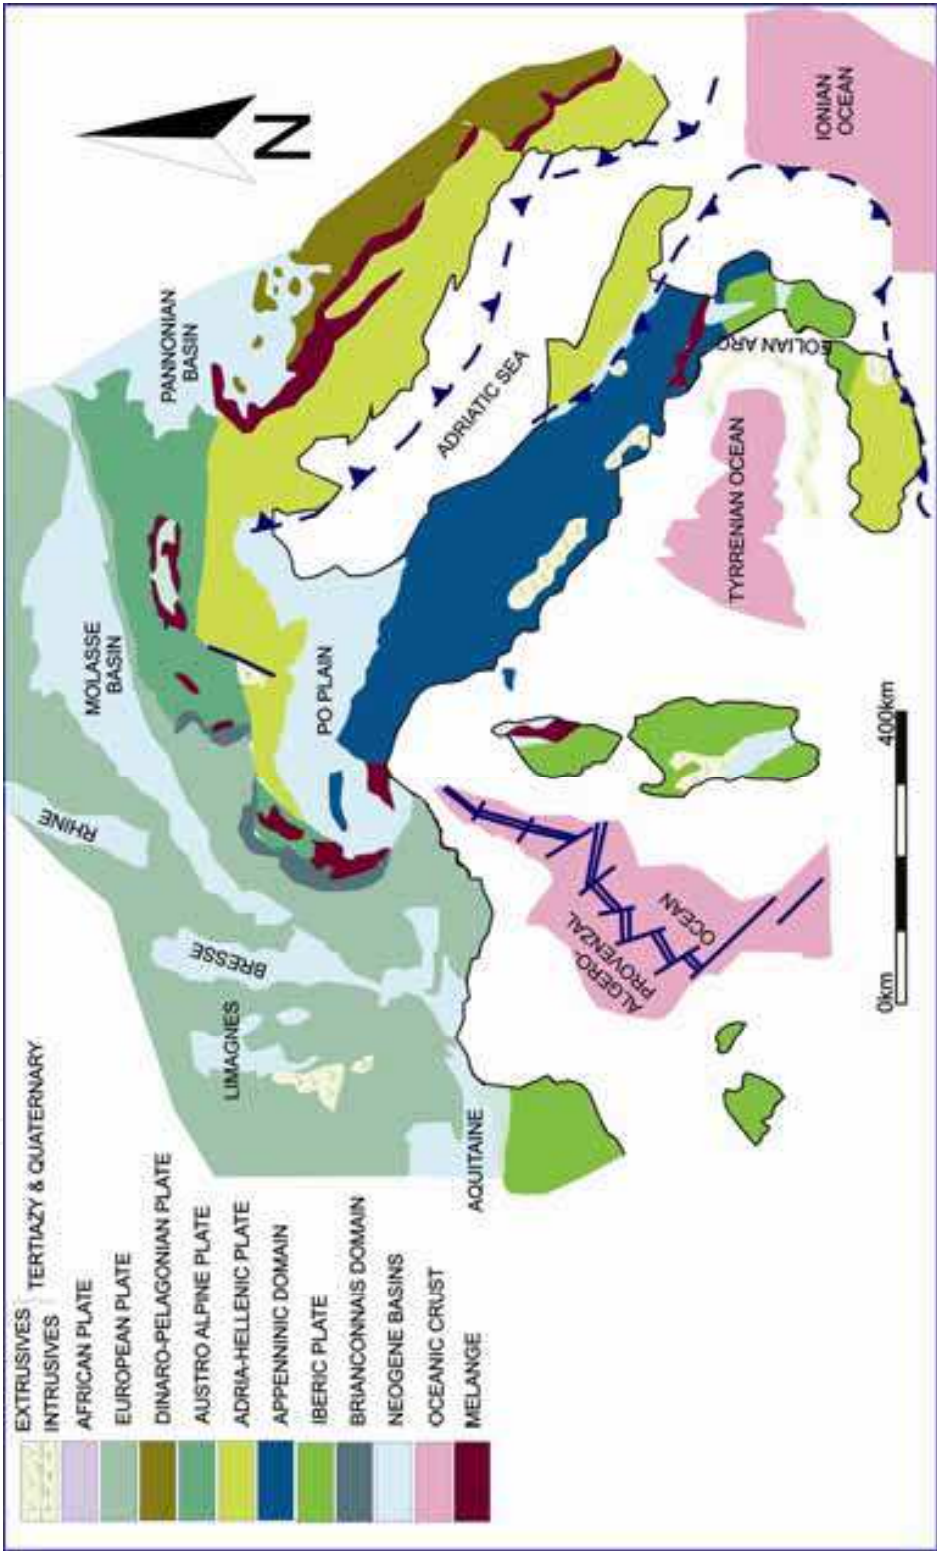 EXTRUSIVES
INTRUSIVES
TERTIAZY & QUATERNARY
AFRICAN PLATE
EUROPEAN PLATE
DINARO-PELAGONIAN PLATE
AUSTRO ALPINE PLATE
ADRIA-HELLENIC PLATE
APPENNINIC DOMAIN
IBERIC PLATE
BRIANCONNAIS DOMAIN
NEOGENE BASINS
OCEANIC CRUST
MELANGE
AQUITAINE
LIMAGNES
BRESSE
RHINE
MOLASSE
BASIN
PANNONIAN
BASIN
PO PLAIN
ADRIATIC SEA
N
ALGERO-
PROVENZAL
OCEAN
TYRRENIAN OCEAN
EOLIAN ARC
IONIAN
OCEAN
0km
400km